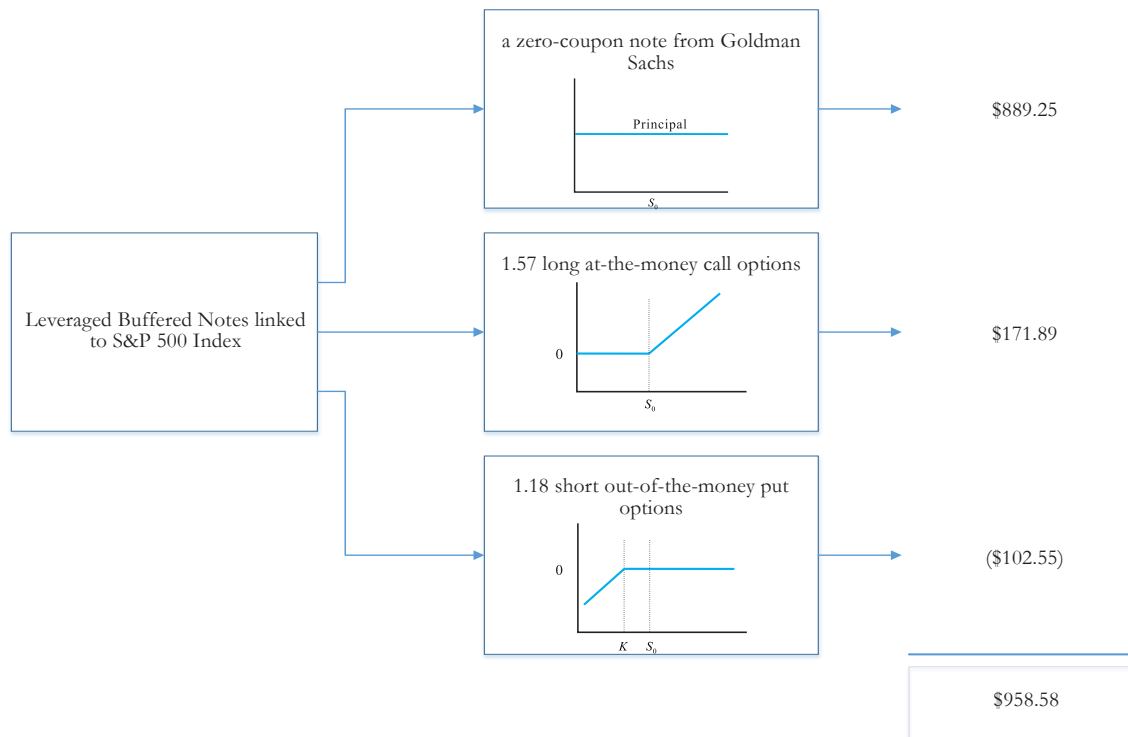 a zero-coupon note from Goldman
Sachs
Principal
S₀
$889.25
Leveraged Buffered Notes linked
to S&P 500 Index
1.57 long at-the-money call options
0
S₀
$171.89
1.18 short out-of-the-money put
options
0
K S₀
($102.55)
$958.58